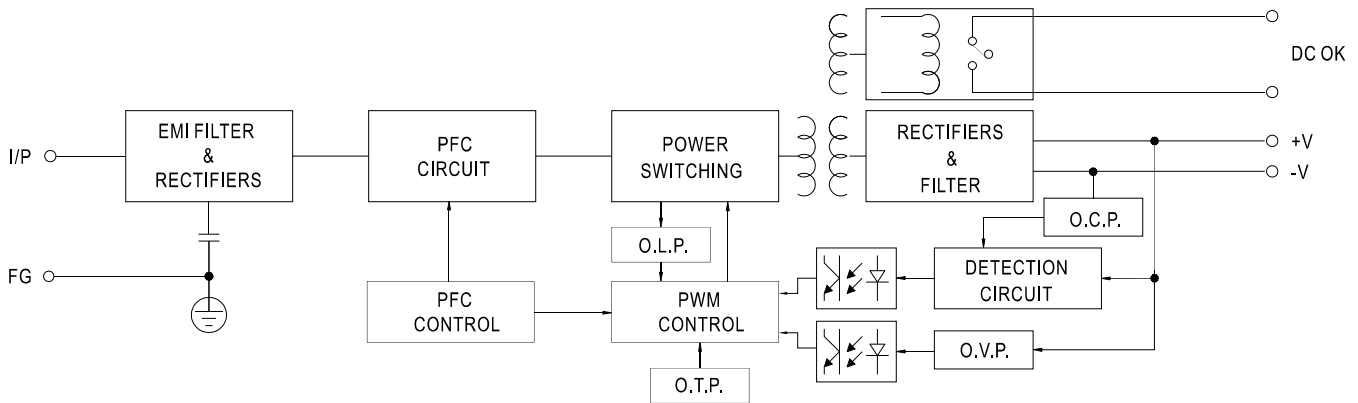 DC OK
EMI FILTER
&
RECTIFIERS
PFC
CIRCUIT
POWER
SWITCHING
RECTIFIERS
&
FILTER
I/P
+V
-V
O.C.P.
O.L.P.
DETECTION
CIRCUIT
FG
PFC
CONTROL
PWM
CONTROL
O.V.P.
O.T.P.